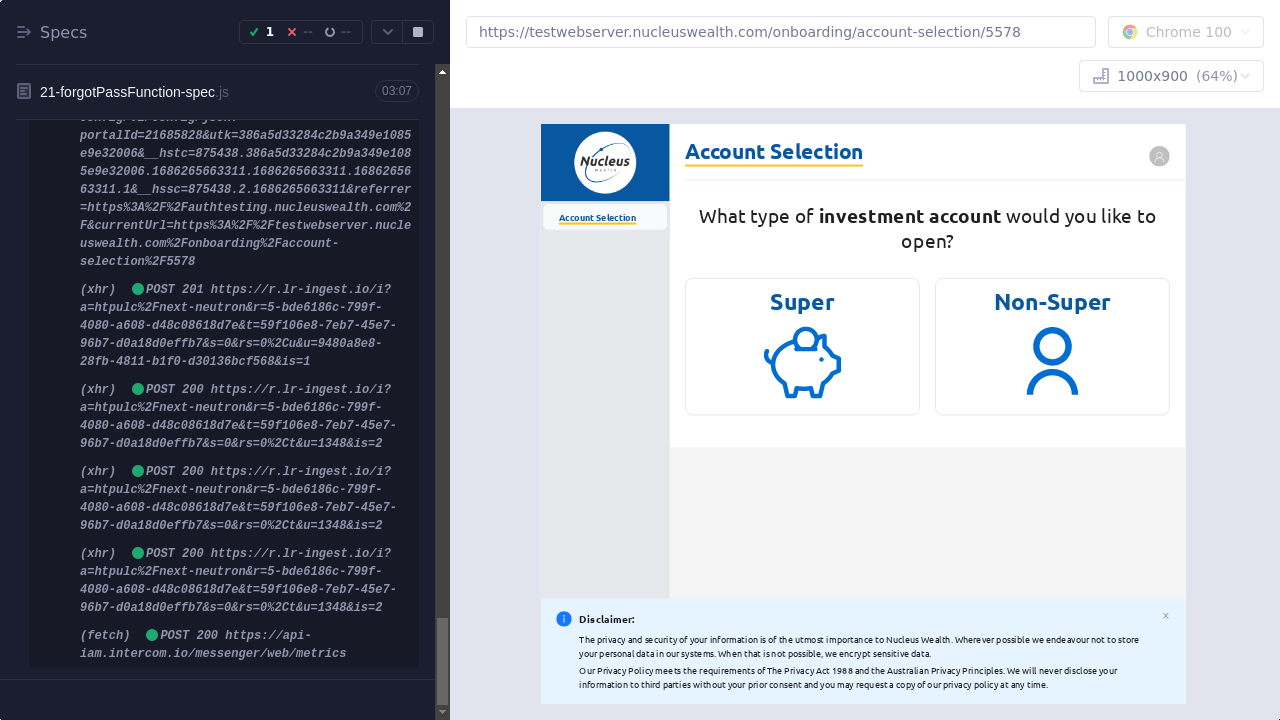 Specs
1
--
--
https://testwebserver.nucleuswealth.com/onboarding/account-selection/5578
Chrome 100
1000x900 (64%)
21-forgotPassFunction-spec.js
03:07
portalId=21685828&utk=386a5d33284c2b9a349e1085
e9e32006&__hstc=875438.386a5d33284c2b9a349e108
5e9e32006.1686265663311.1686265663311.16862656
63311.1&__hssc=875438.2.1686265663311&referrer
=https%3A%2F%2Fauthtesting.nucleuswealth.com%2
F&currentUrl=https%3A%2F%2Ftestwebserver.nucle
uswealth.com%2Fonboarding%2Faccount-
selection%2F5578
(xhr) POST 201 https://r.lr-ingest.io/i?
a=htpulc%2Fnext-neutron&r=5-bde6186c-799f-
4080-a608-d48c08618d7e&t=59f106e8-7eb7-45e7-
96b7-d0a18d0effb7&s=0&rs=0%2Cu&u=9480a8e8-
28fb-4811-b1f0-d30136bcf568&is=1
(xhr) POST 200 https://r.lr-ingest.io/i?
a=htpulc%2Fnext-neutron&r=5-bde6186c-799f-
4080-a608-d48c08618d7e&t=59f106e8-7eb7-45e7-
96b7-d0a18d0effb7&s=0&rs=0%2Ct&u=1348&is=2
(xhr) POST 200 https://r.lr-ingest.io/i?
a=htpulc%2Fnext-neutron&r=5-bde6186c-799f-
4080-a608-d48c08618d7e&t=59f106e8-7eb7-45e7-
96b7-d0a18d0effb7&s=0&rs=0%2Ct&u=1348&is=2
(xhr) POST 200 https://r.lr-ingest.io/i?
a=htpulc%2Fnext-neutron&r=5-bde6186c-799f-
4080-a608-d48c08618d7e&t=59f106e8-7eb7-45e7-
96b7-d0a18d0effb7&s=0&rs=0%2Ct&u=1348&is=2
(fetch) POST 200 https://api-
iam.intercom.io/messenger/web/metrics
Nucleus
Wealth
Account Selection
Account Selection
What type of investment account would you like to
open?
Super
Non-Super
Disclaimer:
The privacy and security of your information is of the utmost importance to Nucleus Wealth. Wherever possible we endeavour not to store
your personal data in our systems. When that is not possible, we encrypt sensitive data.
Our Privacy Policy meets the requirements of The Privacy Act 1988 and the Australian Privacy Principles. We will never disclose your
information to third parties without your prior consent and you may request a copy of our privacy policy at any time.